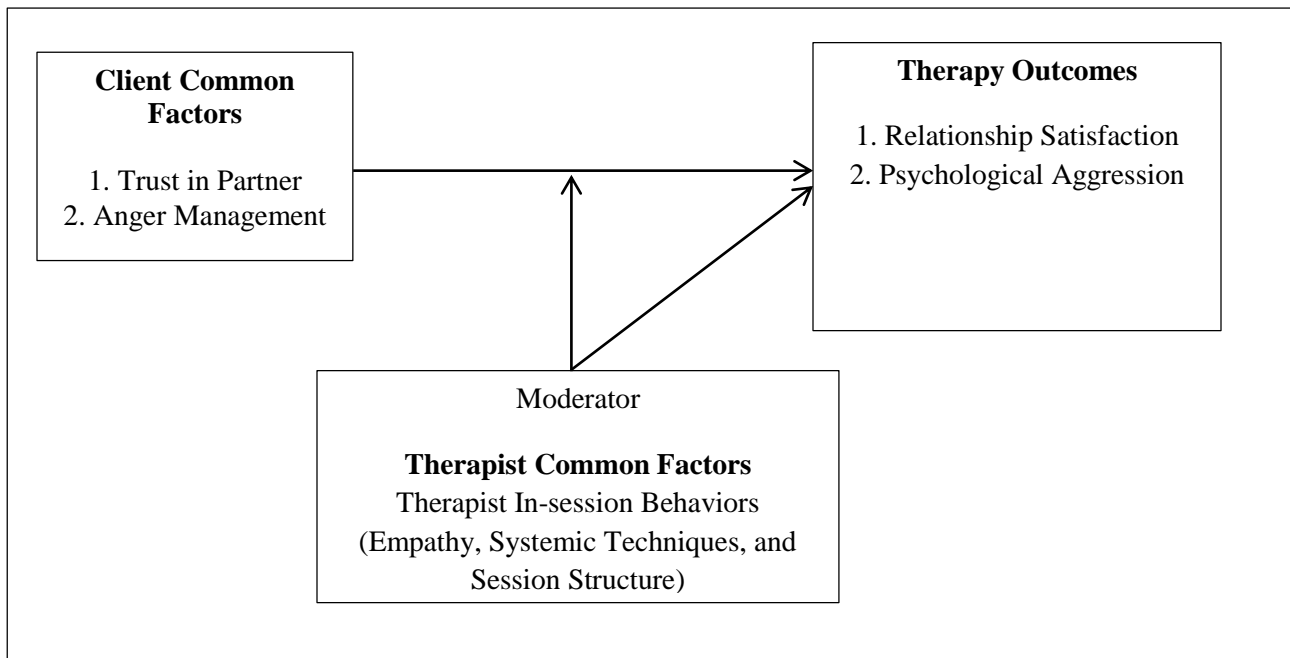 Client Common
Factors
1. Trust in Partner
2. Anger Management
Therapy Outcomes
1. Relationship Satisfaction
2. Psychological Aggression
Moderator
Therapist Common Factors
Therapist In-session Behaviors
(Empathy, Systemic Techniques, and
Session Structure)